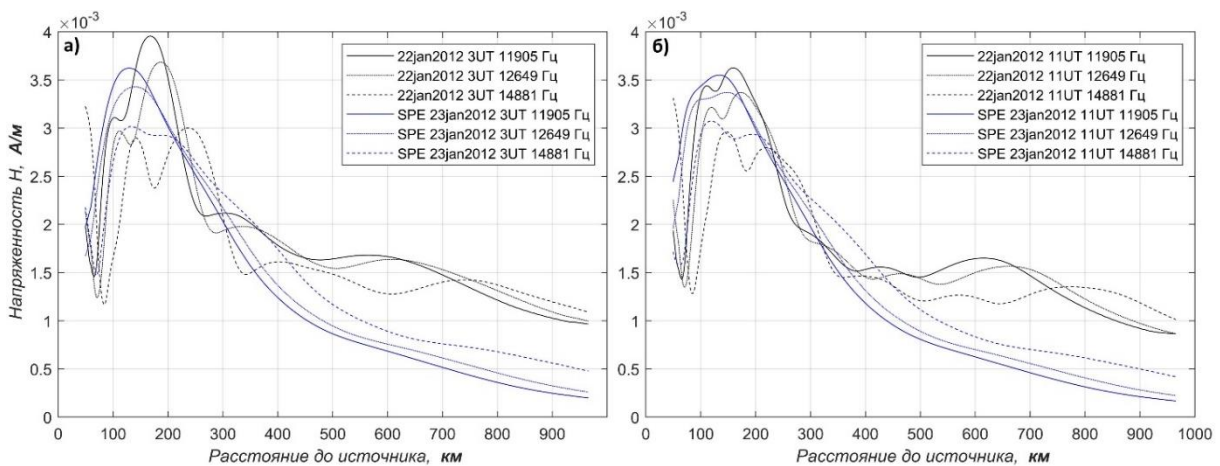 ×10⁻³
а)
22jan2012 3UT 11905 Гц
22jan2012 3UT 12649 Гц
22jan2012 3UT 14881 Гц
SPE 23jan2012 3UT 11905 Гц
SPE 23jan2012 3UT 12649 Гц
SPE 23jan2012 3UT 14881 Гц
Напряженность H, А/м
4
3.5
3
2.5
2
1.5
1
0.5
0
0 100 200 300 400 500 600 700 800 900
Расстояние до источника, км
×10⁻³
б)
22jan2012 11UT 11905 Гц
22jan2012 11UT 12649 Гц
22jan2012 11UT 14881 Гц
SPE 23jan2012 11UT 11905 Гц
SPE 23jan2012 11UT 12649 Гц
SPE 23jan2012 11UT 14881 Гц
4
3.5
3
2.5
2
1.5
1
0.5
0
0 100 200 300 400 500 600 700 800 900 1000
Расстояние до источника, км